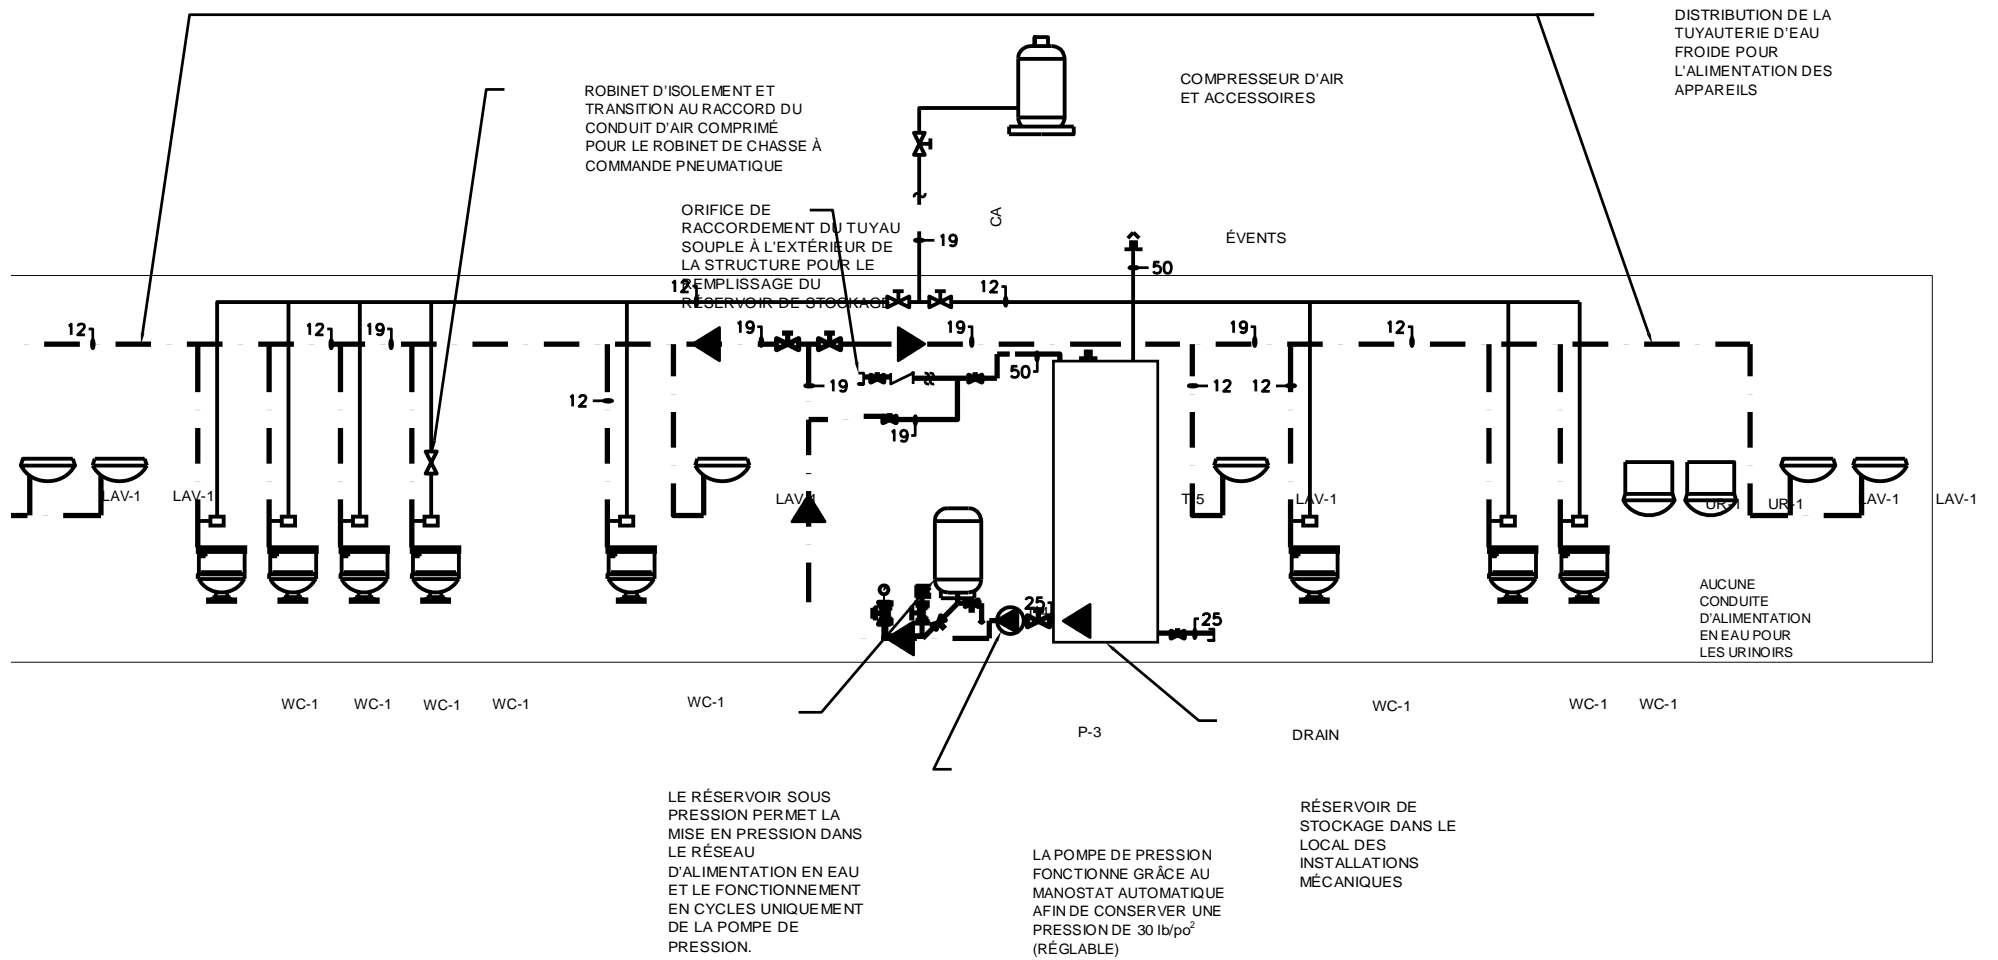 DISTRIBUTION DE LA
TUYAUTERIE D'EAU
FROIDE POUR
L'ALIMENTATION DES
APPAREILS
COMPRESSEUR D'AIR
ET ACCESSOIRES
ROBINET D'ISOLEMENT ET
TRANSITION AU RACCORD DU
CONDUIT D'AIR COMPRIMÉ
POUR LE ROBINET DE CHASSE À
COMMANDE PNEUMATIQUE
ORIFICE DE
RACCORDEMENT DU TUYAU
SOUPLE À L'EXTÉRIEUR DE
LA STRUCTURE POUR LE
REMPLISSAGE DU
RÉSERVOIR DE STOCKAGE
CA
19
ÉVENTS
50
12
12
12
12
19
19
19
19
12
50
19
12
12
12
19
LAV-1
LAV-1
LAV-1
T-5
LAV-1
UR-1
UR-1
LAV-1
LAV-1
25
25
AUCUNE
CONDUITE
D'ALIMENTATION
EN EAU POUR
LES URINOIRS
WC-1
WC-1
WC-1
WC-1
WC-1
WC-1
WC-1
WC-1
P-3
DRAIN
LE RÉSERVOIR SOUS
PRESSION PERMET LA
MISE EN PRESSION DANS
LE RÉSEAU
D'ALIMENTATION EN EAU
ET LE FONCTIONNEMENT
EN CYCLES UNIQUEMENT
DE LA POMPE DE
PRESSION.
LA POMPE DE PRESSION
FONCTIONNE GRÂCE AU
MANOSTAT AUTOMATIQUE
AFIN DE CONSERVER UNE
PRESSION DE 30 lb/po²
(RÉGLABLE)
RÉSERVOIR DE
STOCKAGE DANS LE
LOCAL DES
INSTALLATIONS
MÉCANIQUES